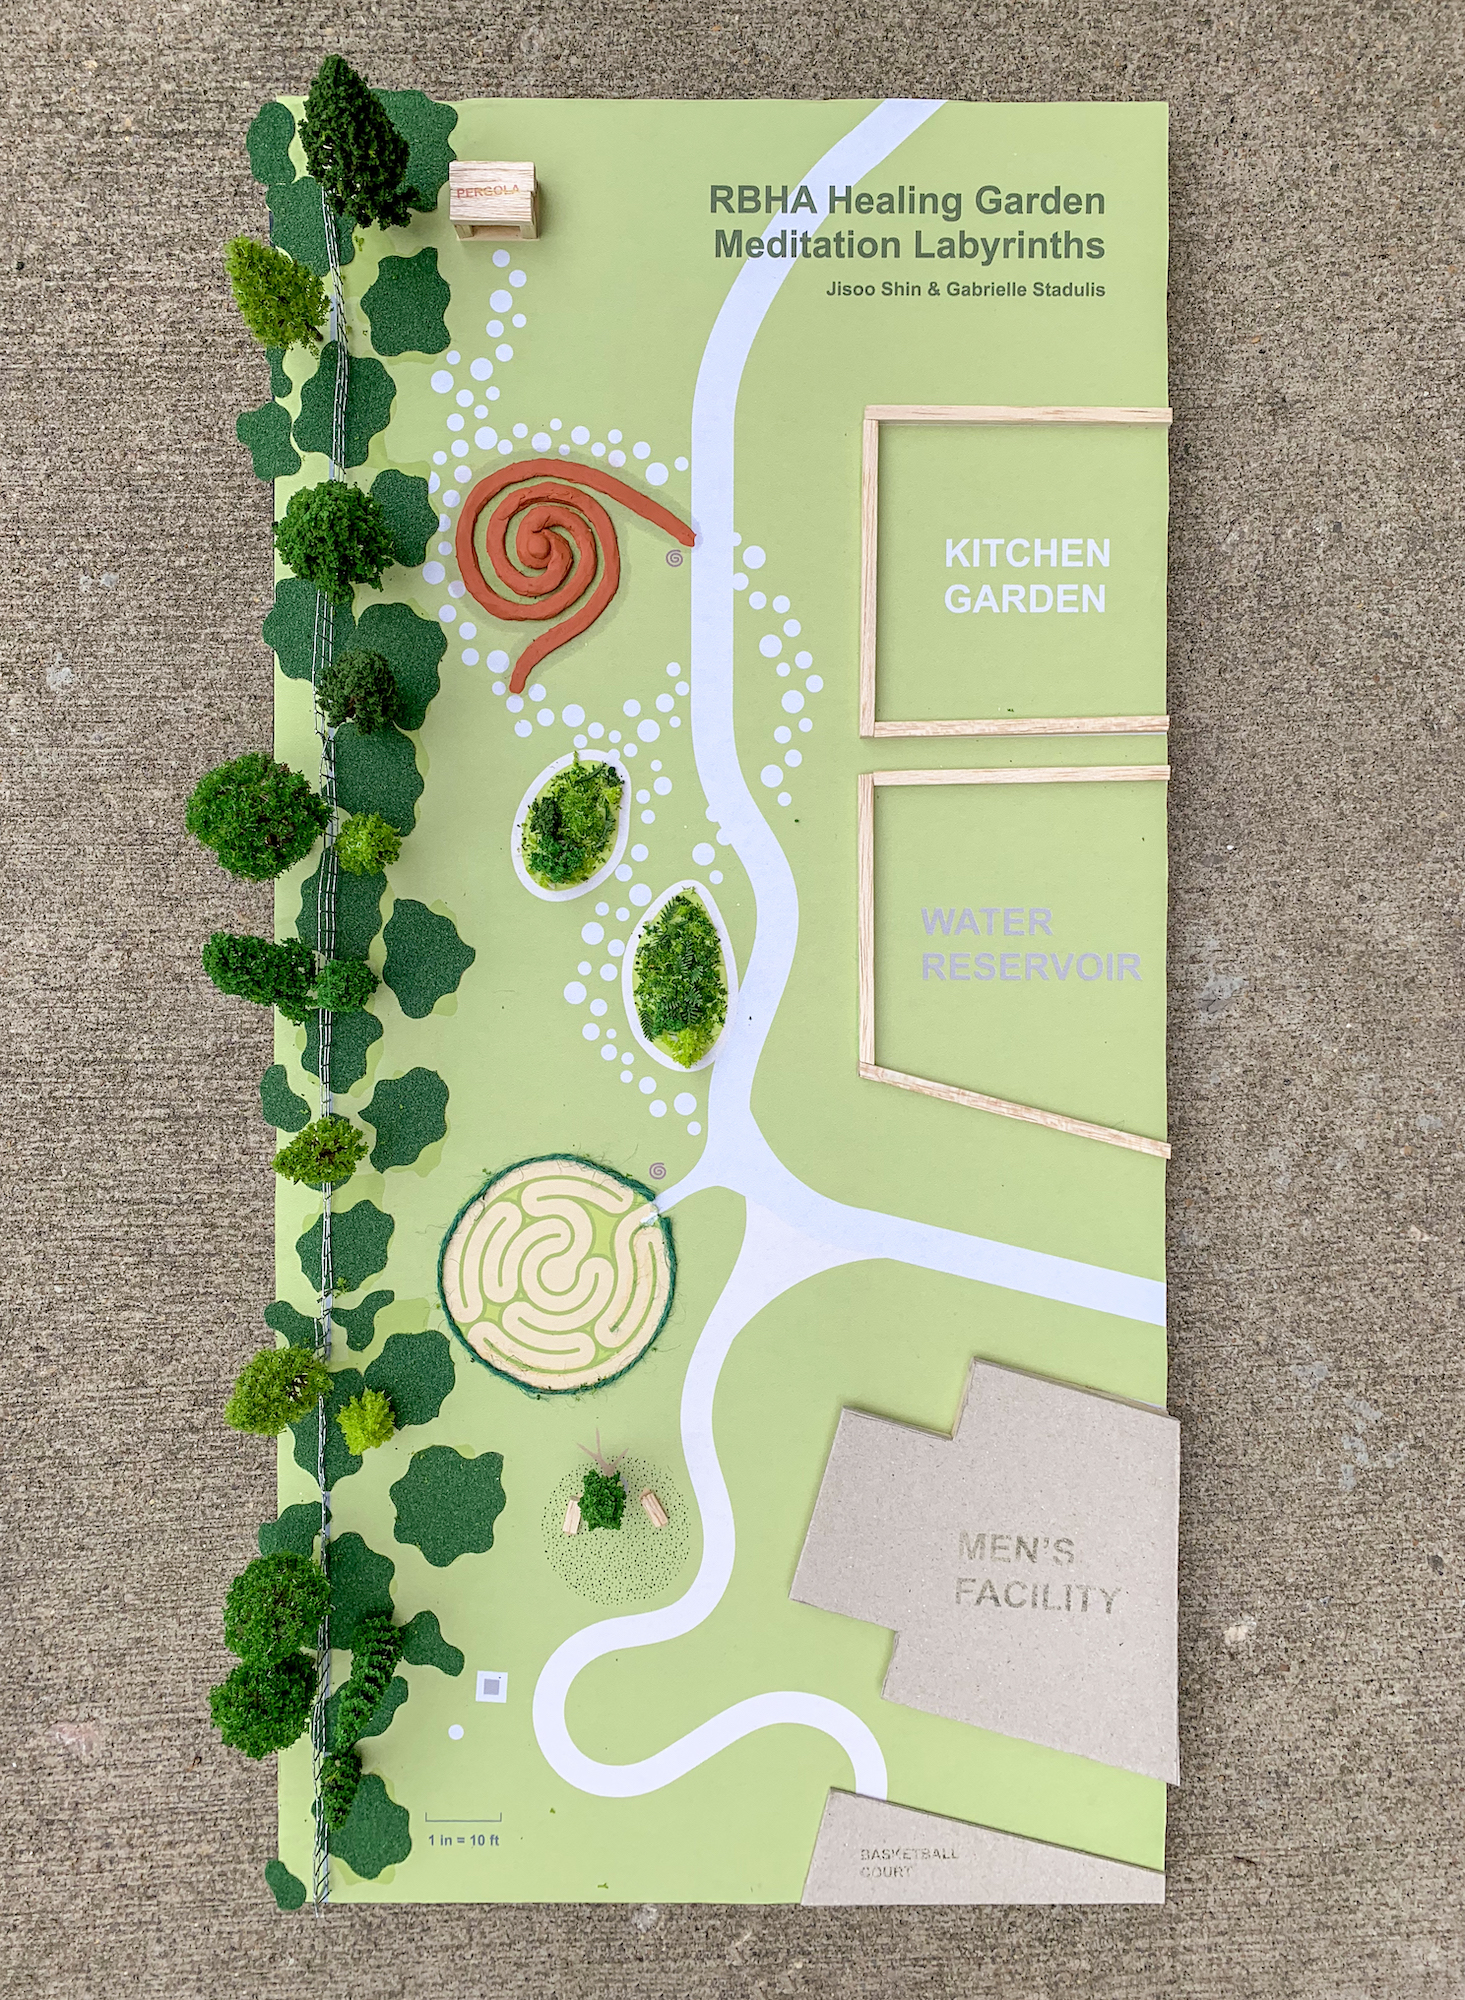 PERGOLA
RBHA Healing Garden
Meditation Labyrinths
Jisoo Shin & Gabrielle Stadulis
KITCHEN
GARDEN
WATER
RESERVOIR
MEN'S
FACILITY
1 in = 10 ft
BASKETBALL
COURT